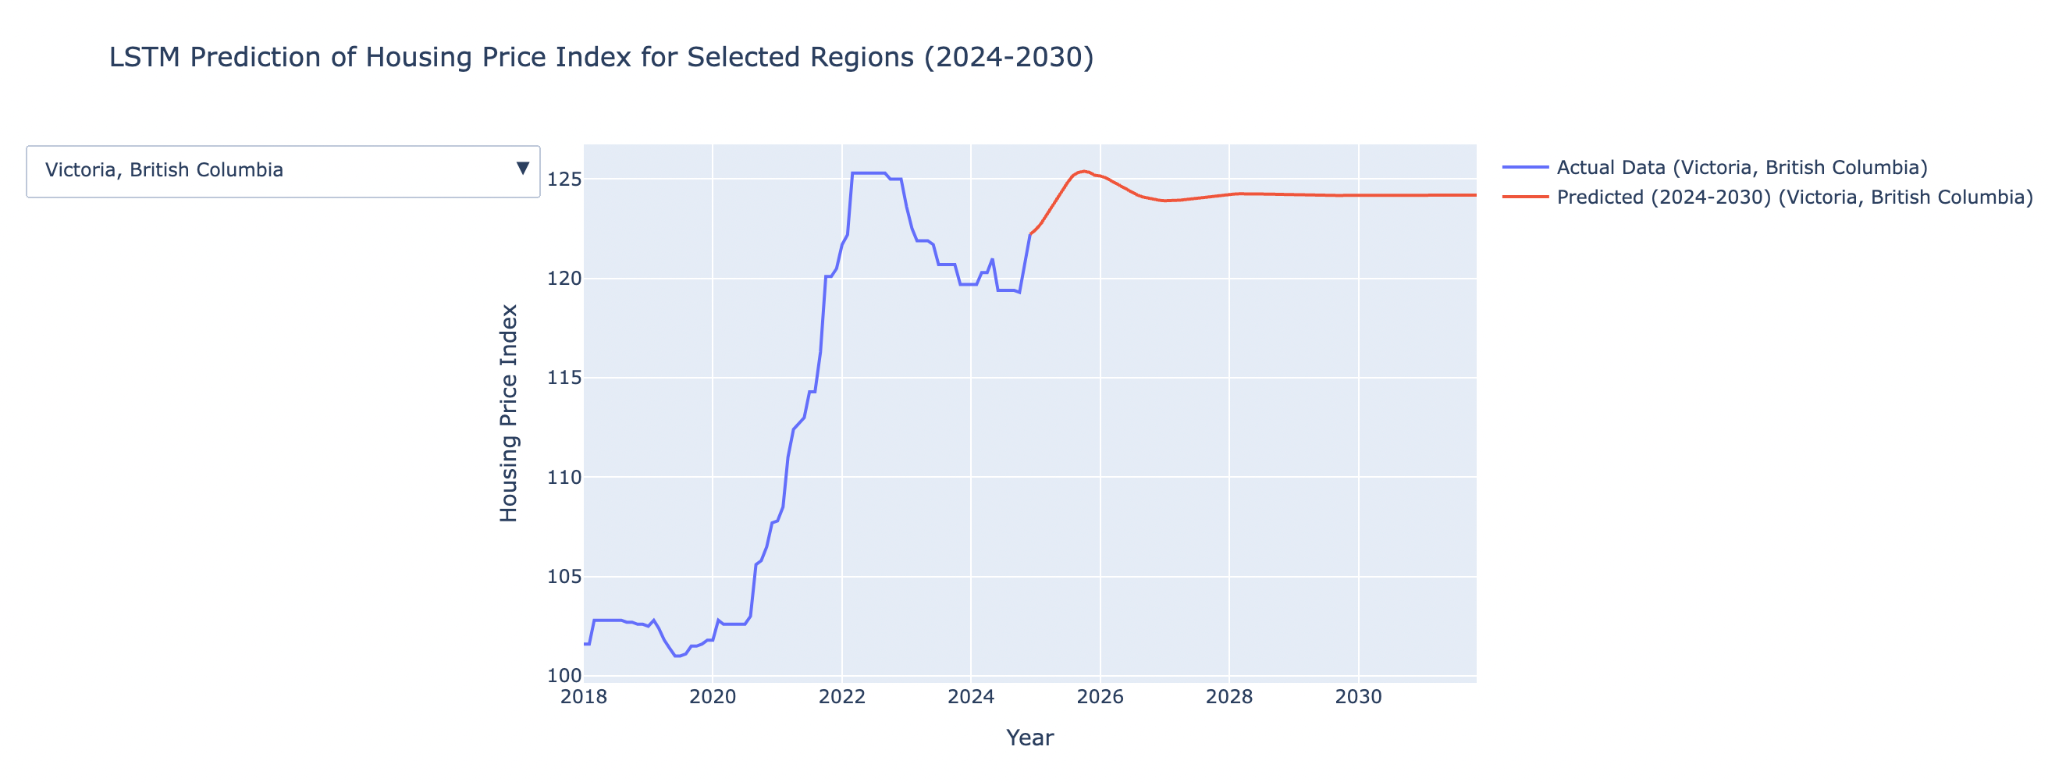 LSTM Prediction of Housing Price Index for Selected Regions (2024-2030)
Victoria, British Columbia ▼
Actual Data (Victoria, British Columbia)
Predicted (2024-2030) (Victoria, British Columbia)
Housing Price Index
125
120
115
110
105
100
2018 2020 2022 2024 2026 2028 2030
Year